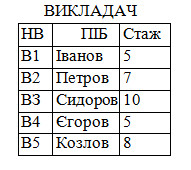 ВИКЛАДАЧ
НВ ПІБ Стаж
В1 Іванов 5
В2 Петров 7
В3 Сидоров 10
В4 Єгоров 5
В5 Козлов 8